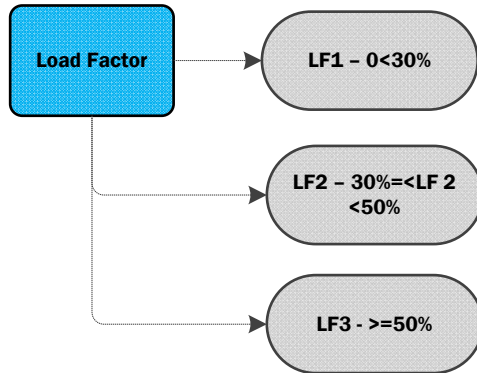 Load Factor
LF1 – 0<30%
LF2 – 30%=<LF 2
<50%
LF3 - >=50%